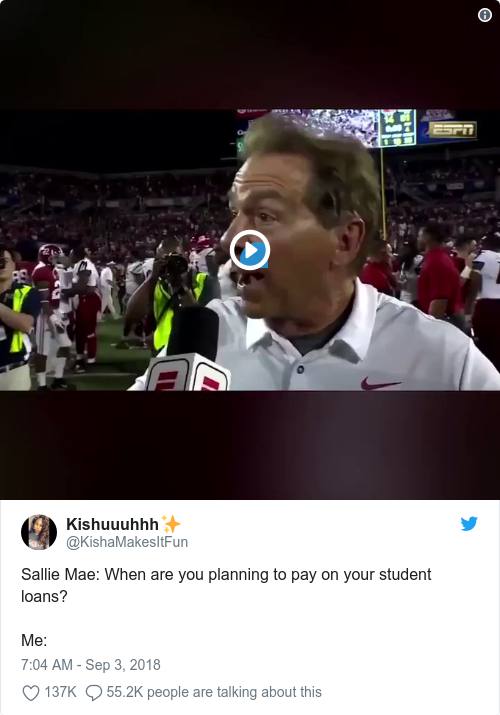 ESPN
Kishuuuhhh✨
@KishaMakesItFun
Sallie Mae: When are you planning to pay on your student
loans?
Me:
7:04 AM - Sep 3, 2018
137K 55.2K people are talking about this